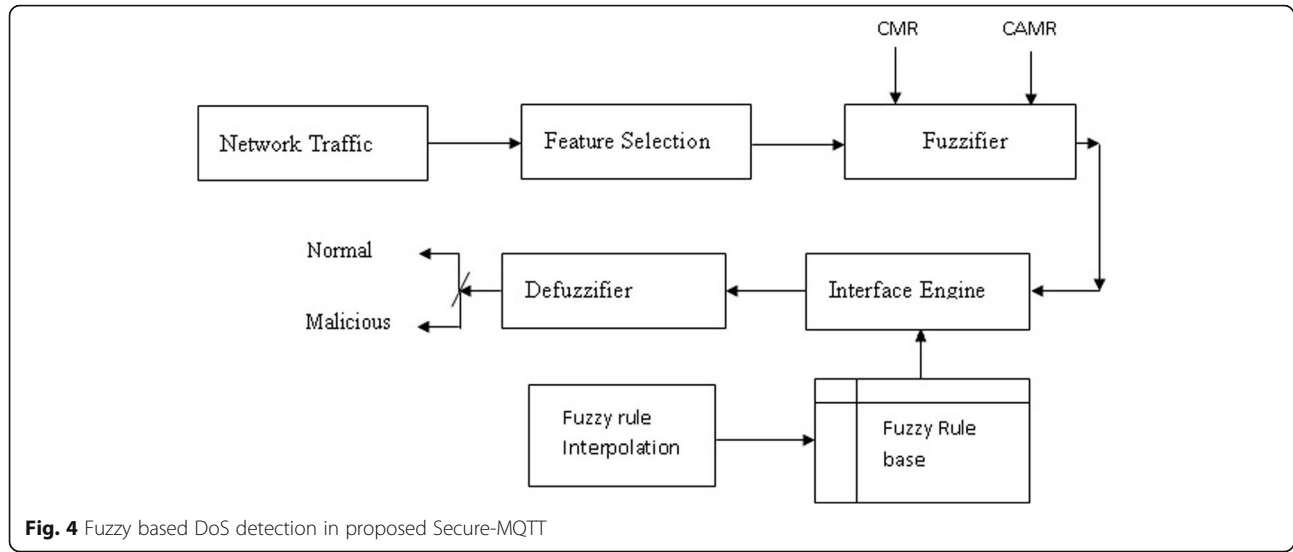 CMR
CAMR
Network Traffic
Feature Selection
Fuzzifier
Normal
Malicious
Defuzzifier
Interface Engine
Fuzzy rule
Interpolation
Fuzzy Rule
base
Fig. 4 Fuzzy based DoS detection in proposed Secure-MQTT